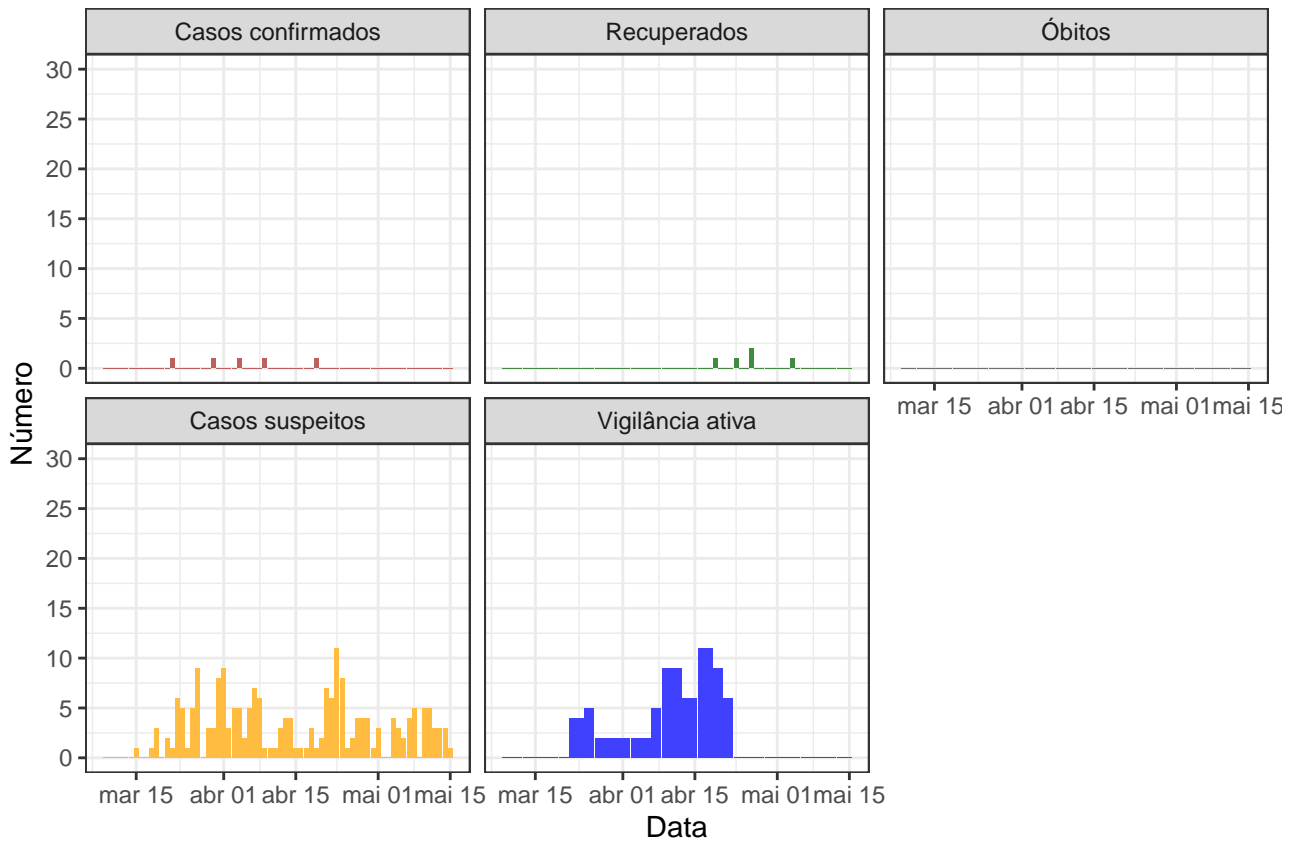 Casos confirmados
Recuperados
Óbitos
30
25
20
15
10
5
0
mar 15 abr 01 abr 15 mai 01 mai 15
Casos suspeitos
Vigilância ativa
30
25
20
15
10
5
0
mar 15 abr 01 abr 15 mai 01 mai 15
mar 15 abr 01 abr 15 mai 01 mai 15
Número
Data